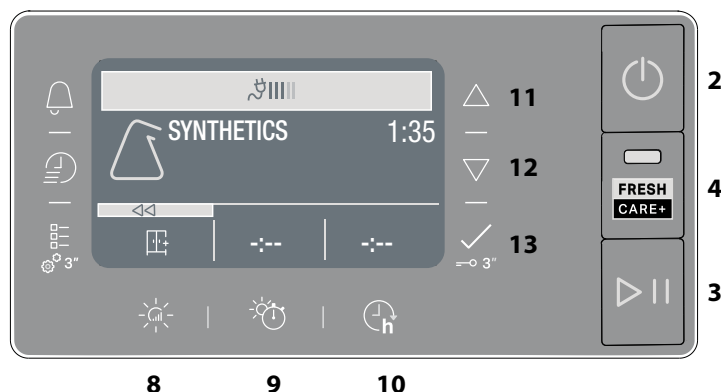 SYNTHETICS 1:35
-:-- -:--
3" 3"
h
FRESH
CARE+
2
4
3
11
12
13
8 9 10